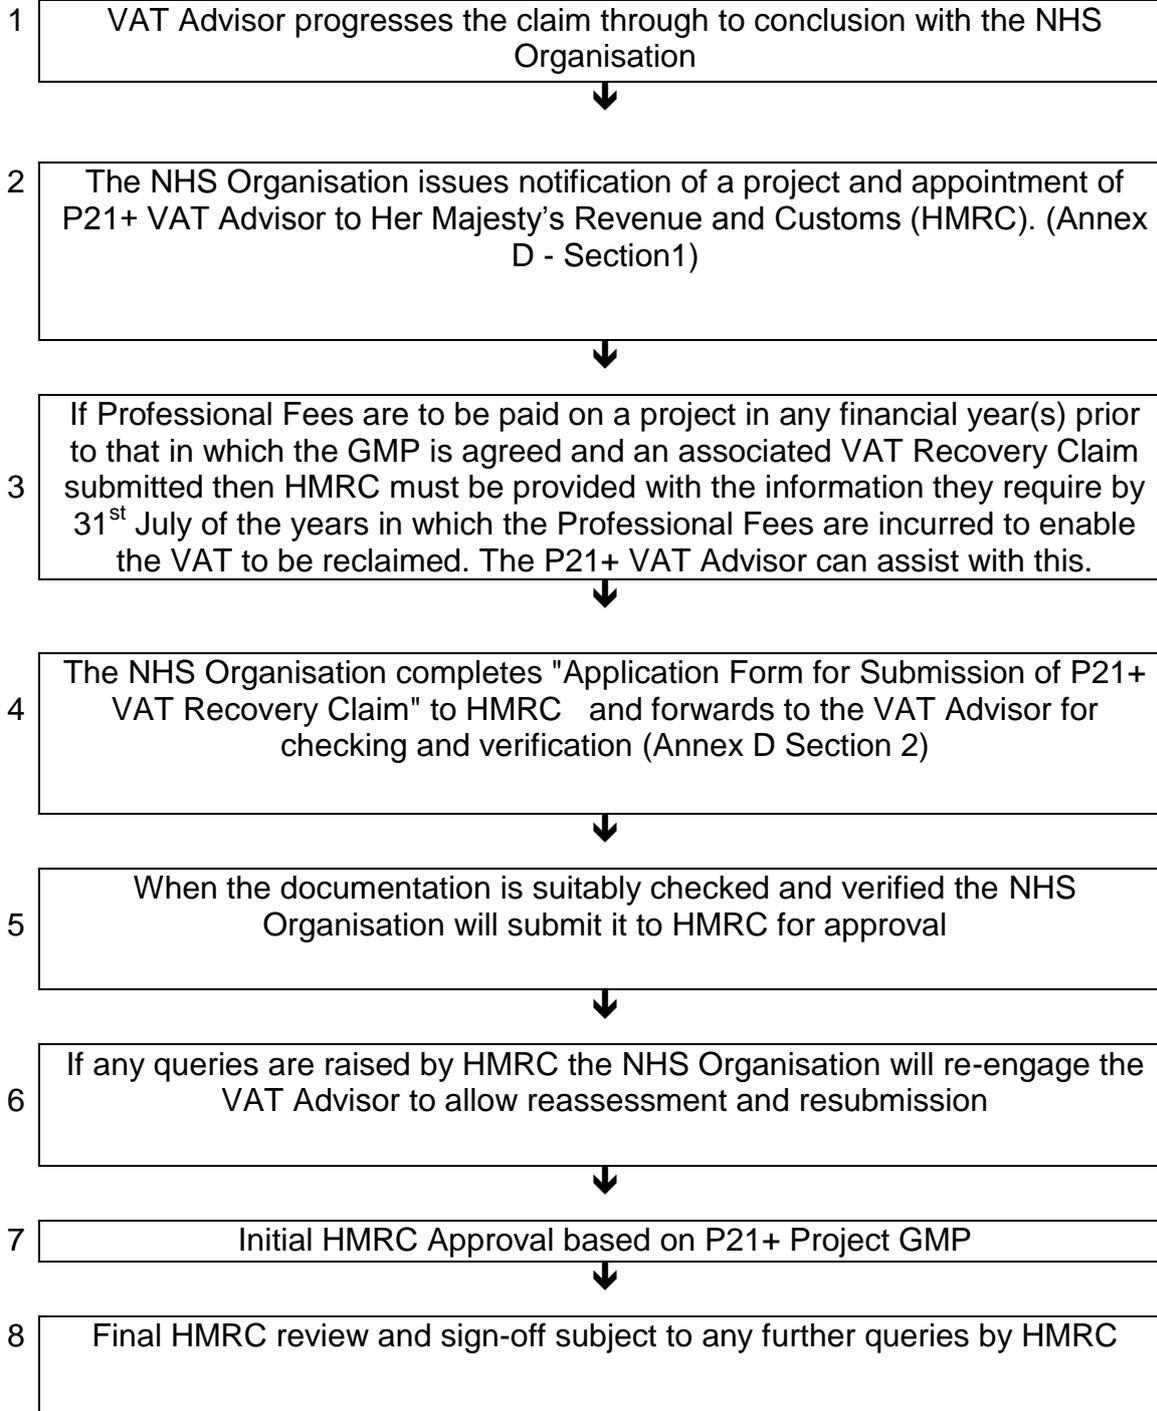 1 VAT Advisor progresses the claim through to conclusion with the NHS
Organisation
2 The NHS Organisation issues notification of a project and appointment of
P21+ VAT Advisor to Her Majesty’s Revenue and Customs (HMRC). (Annex
D - Section1)
If Professional Fees are to be paid on a project in any financial year(s) prior
to that in which the GMP is agreed and an associated VAT Recovery Claim
3 submitted then HMRC must be provided with the information they require by
31st July of the years in which the Professional Fees are incurred to enable
the VAT to be reclaimed. The P21+ VAT Advisor can assist with this.
The NHS Organisation completes "Application Form for Submission of P21+
4 VAT Recovery Claim" to HMRC and forwards to the VAT Advisor for
checking and verification (Annex D Section 2)
When the documentation is suitably checked and verified the NHS
5 Organisation will submit it to HMRC for approval
If any queries are raised by HMRC the NHS Organisation will re-engage the
6 VAT Advisor to allow reassessment and resubmission
7 Initial HMRC Approval based on P21+ Project GMP
8 Final HMRC review and sign-off subject to any further queries by HMRC